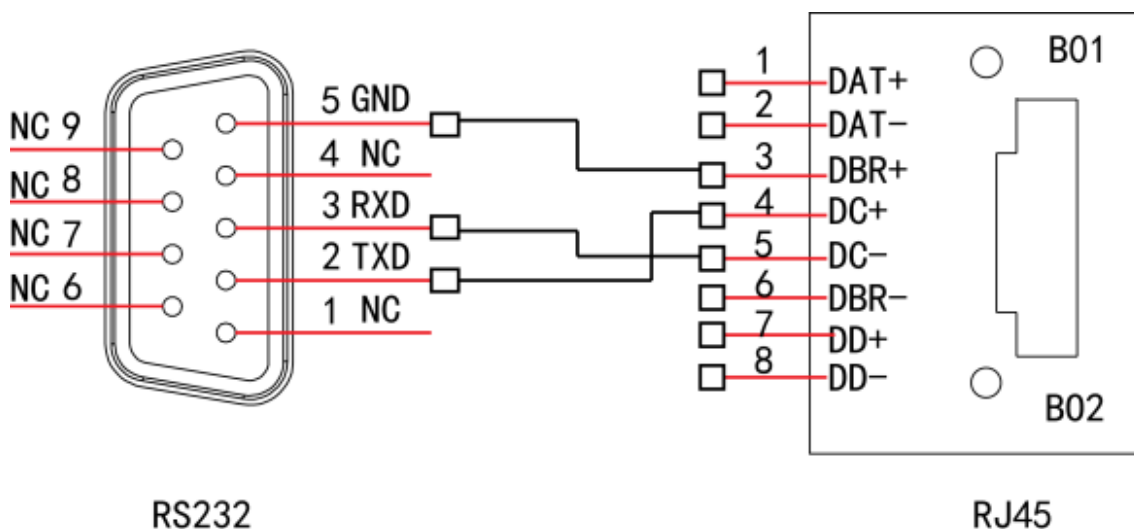 NC 9
NC 8
NC 7
NC 6
5 GND
4 NC
3 RXD
2 TXD
1 NC
1 DAT+
2 DAT-
3 DBR+
4 DC+
5 DC-
6 DBR-
7 DD+
8 DD-
B01
B02
RS232
RJ45